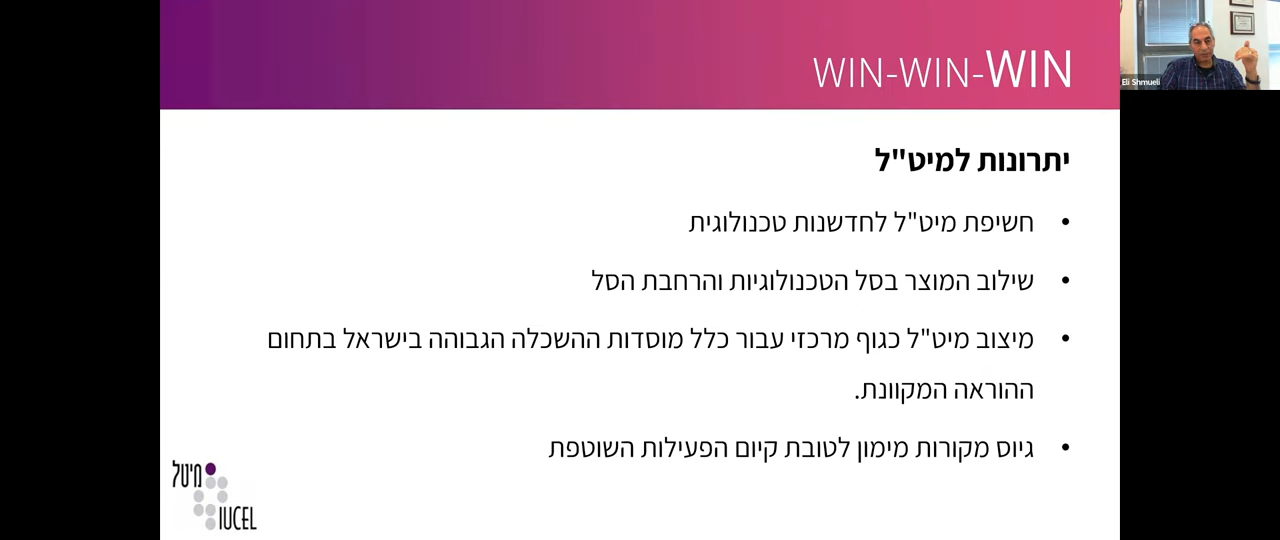 WIN-WIN-WIN
Eli Shmueli
יתרונות למיט"ל
• חשיפת מיט"ל לחדשנות טכנולוגית
• שילוב המוצר בסל הטכנולוגיות והרחבת הסל
• מיצוב מיט"ל כגוף מרכזי עבור כלל מוסדות ההשכלה הגבוהה בישראל בתחום
ההוראה המקוונת.
• גיוס מקורות מימון לטובת קיום הפעילות השוטפת
מיטל
IUCEL